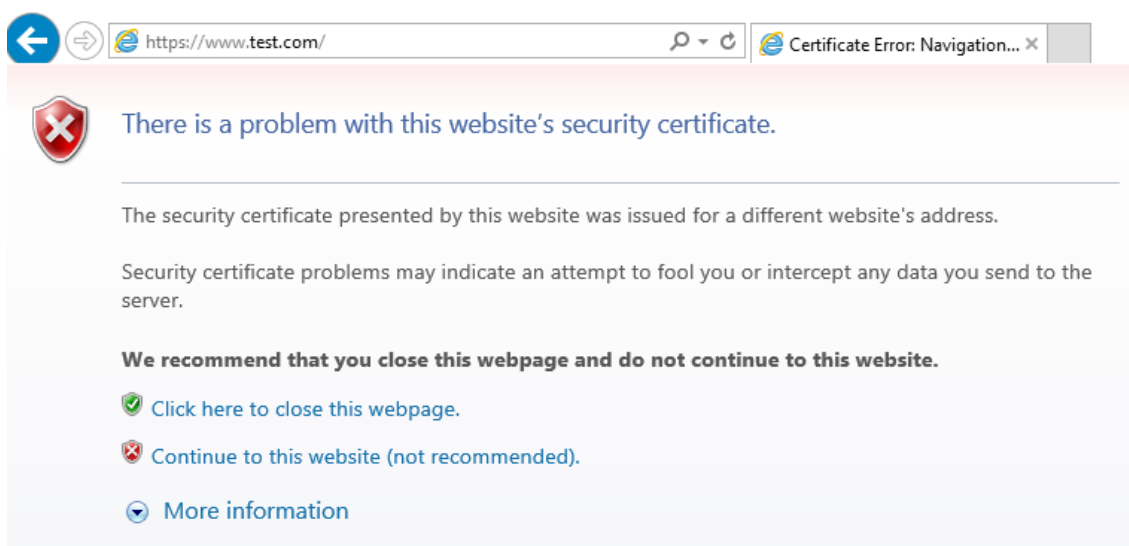 https://www.test.com/
Certificate Error: Navigation...
There is a problem with this website's security certificate.
The security certificate presented by this website was issued for a different website's address.
Security certificate problems may indicate an attempt to fool you or intercept any data you send to the
server.
We recommend that you close this webpage and do not continue to this website.
Click here to close this webpage.
Continue to this website (not recommended).
More information